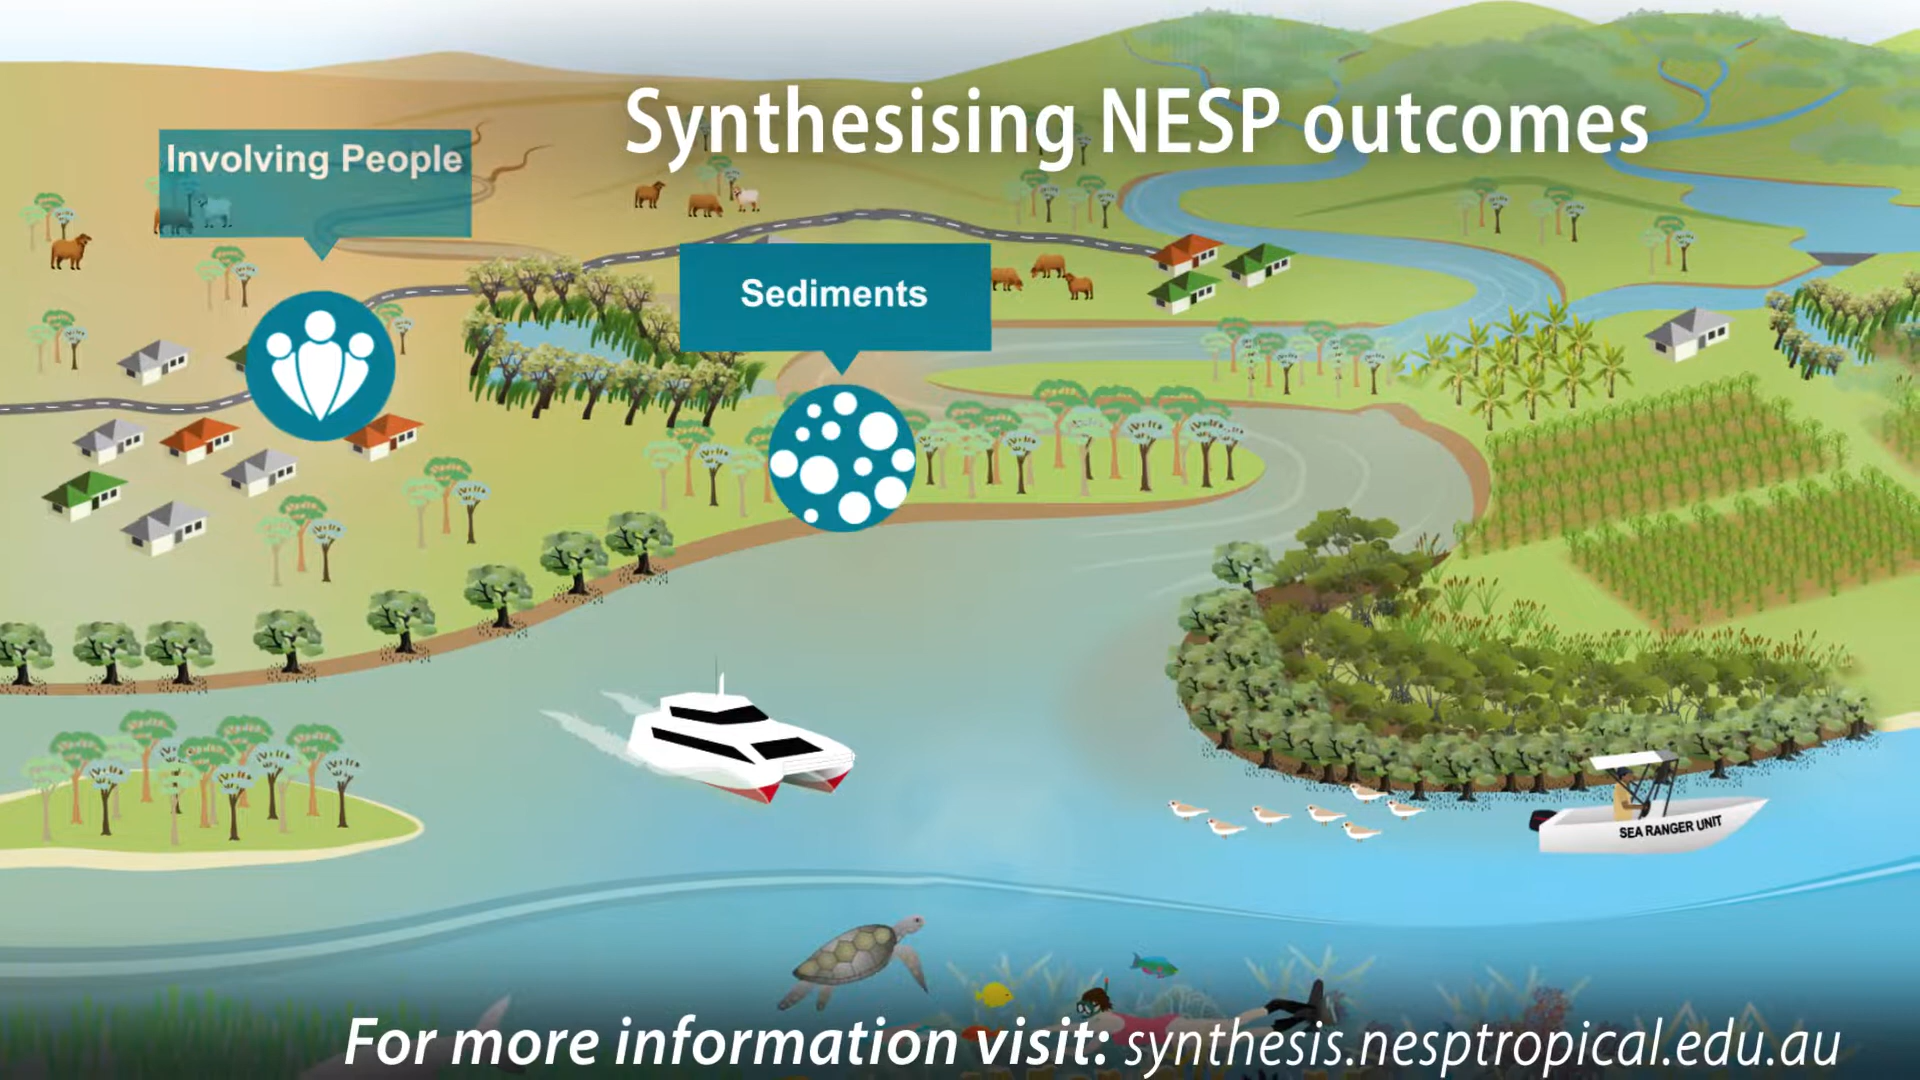 Synthesising NESP outcomes
Involving People
Sediments
SEA RANGER UNIT
For more information visit: synthesis.nesptropical.edu.au